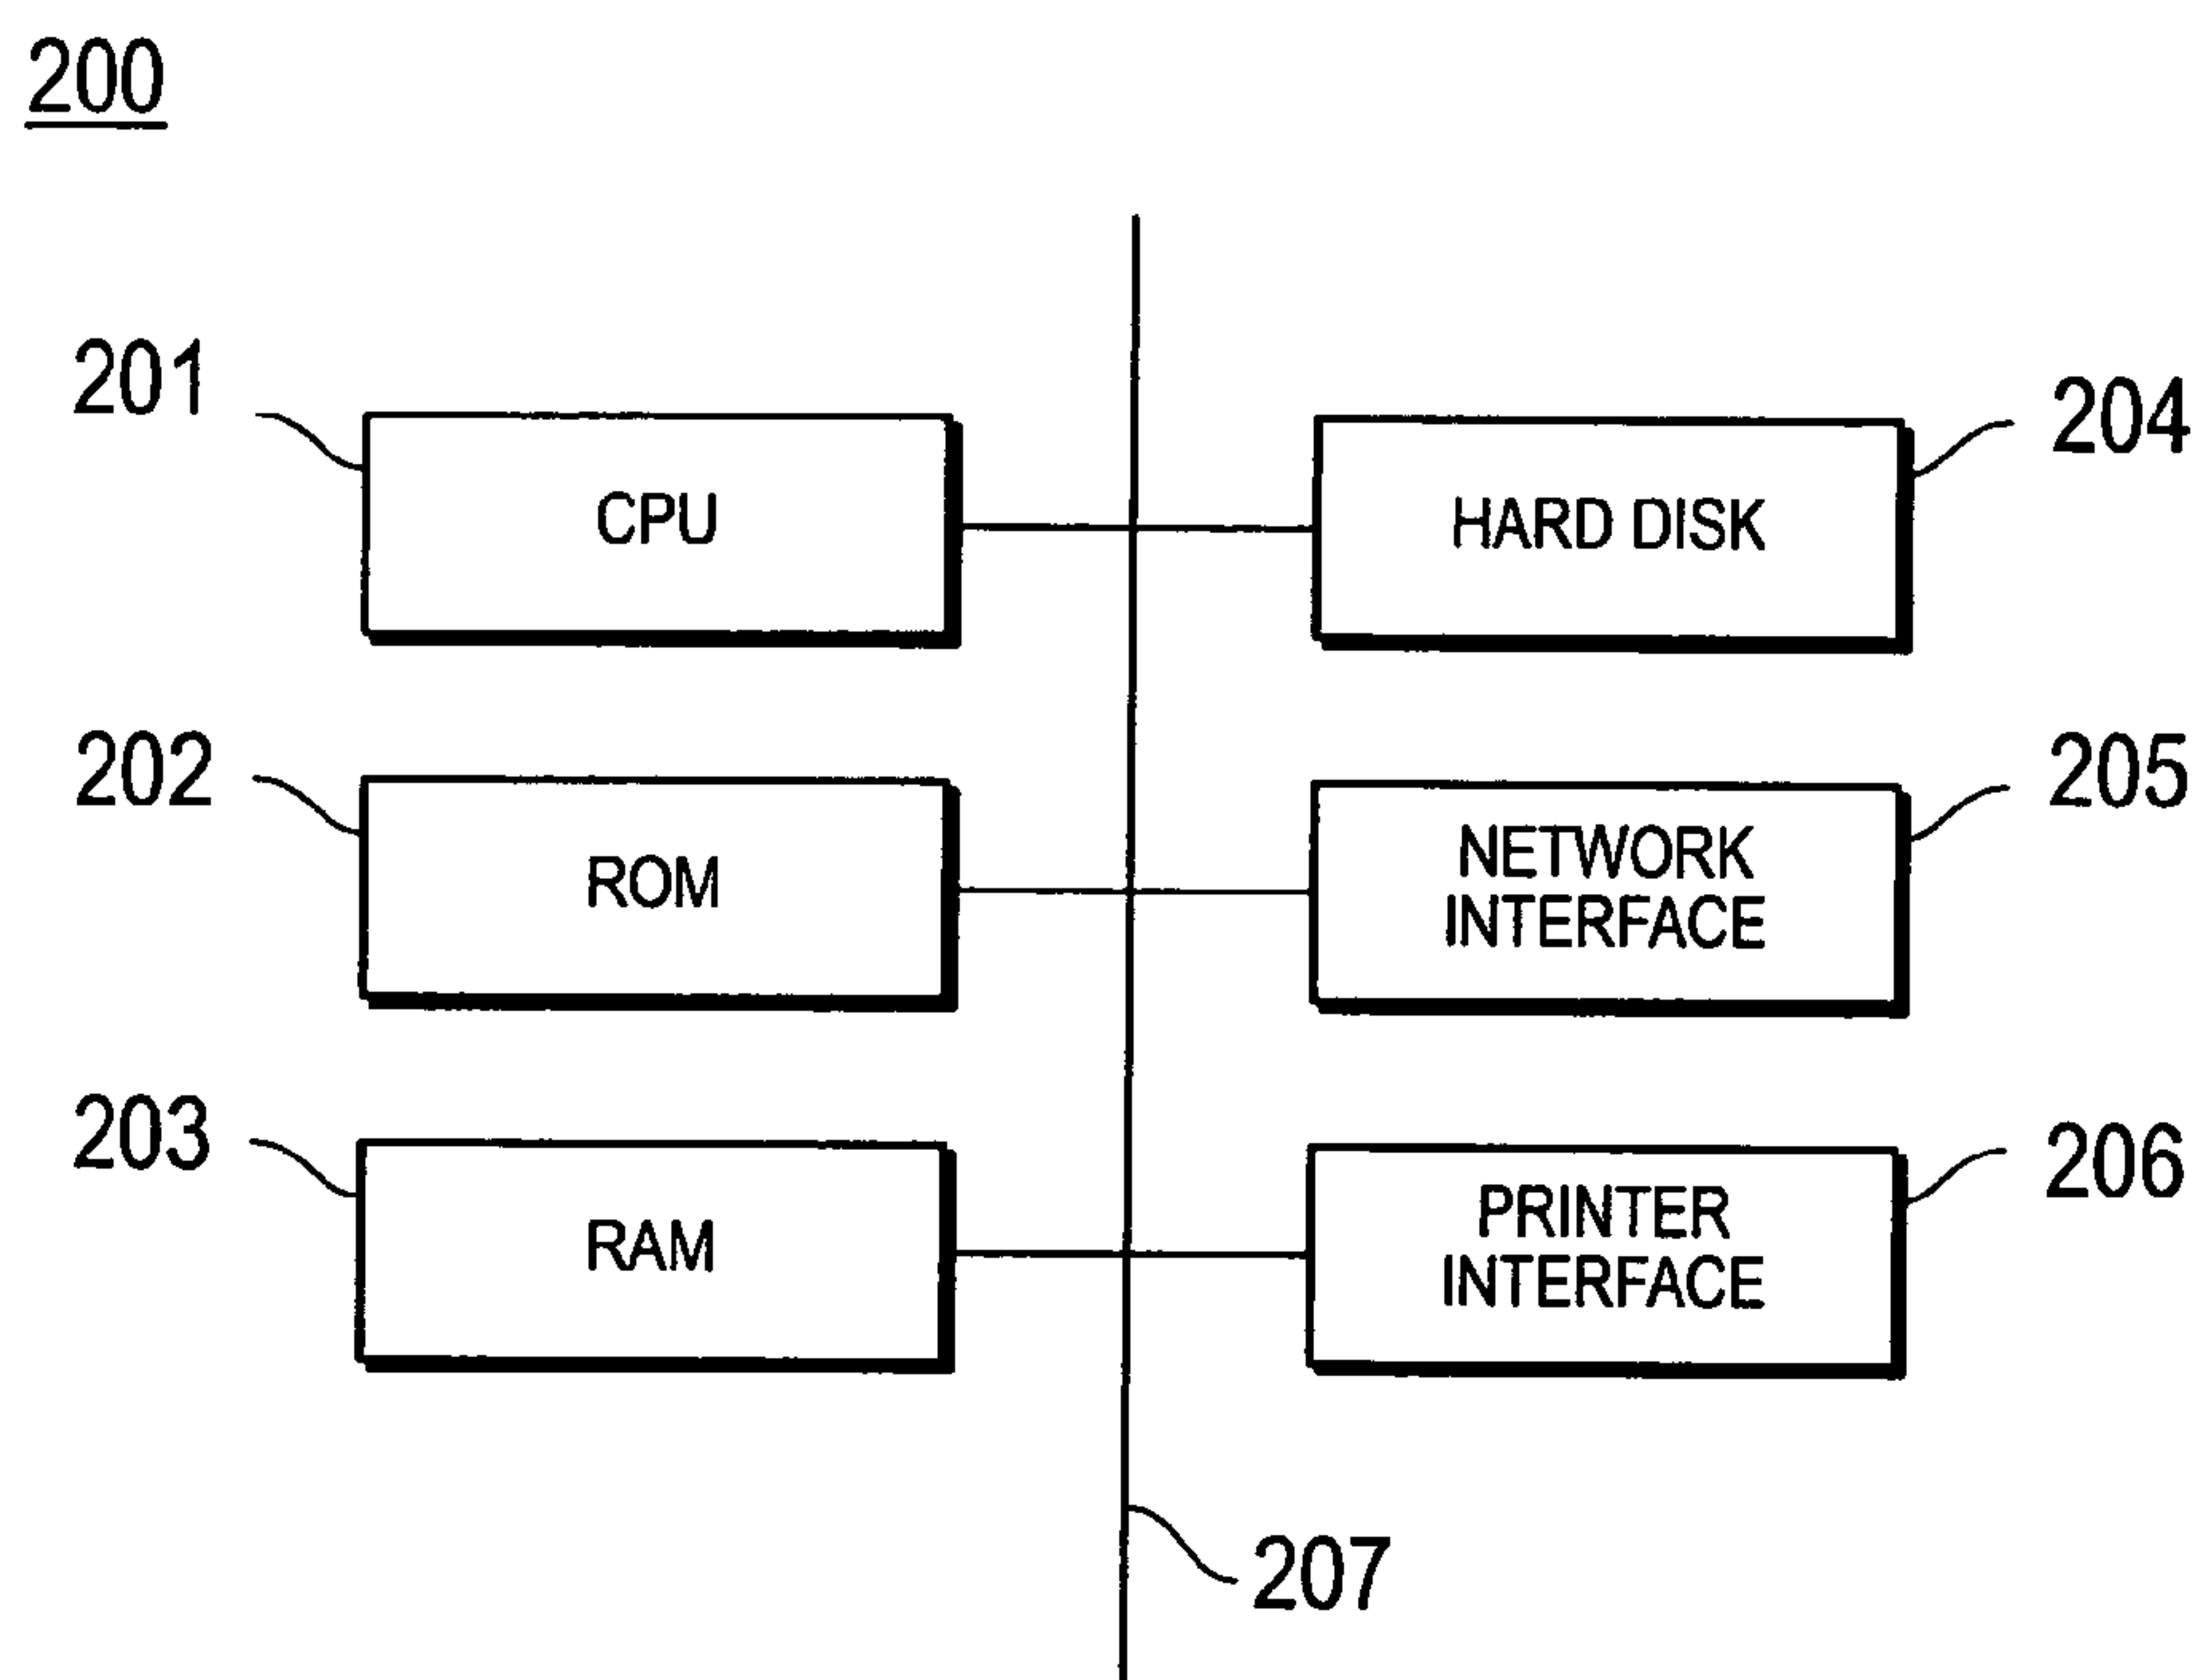 200
201
204
CPU
HARD DISK
202
205
ROM
NETWORK
INTERFACE
203
206
RAM
PRINTER
INTERFACE
207